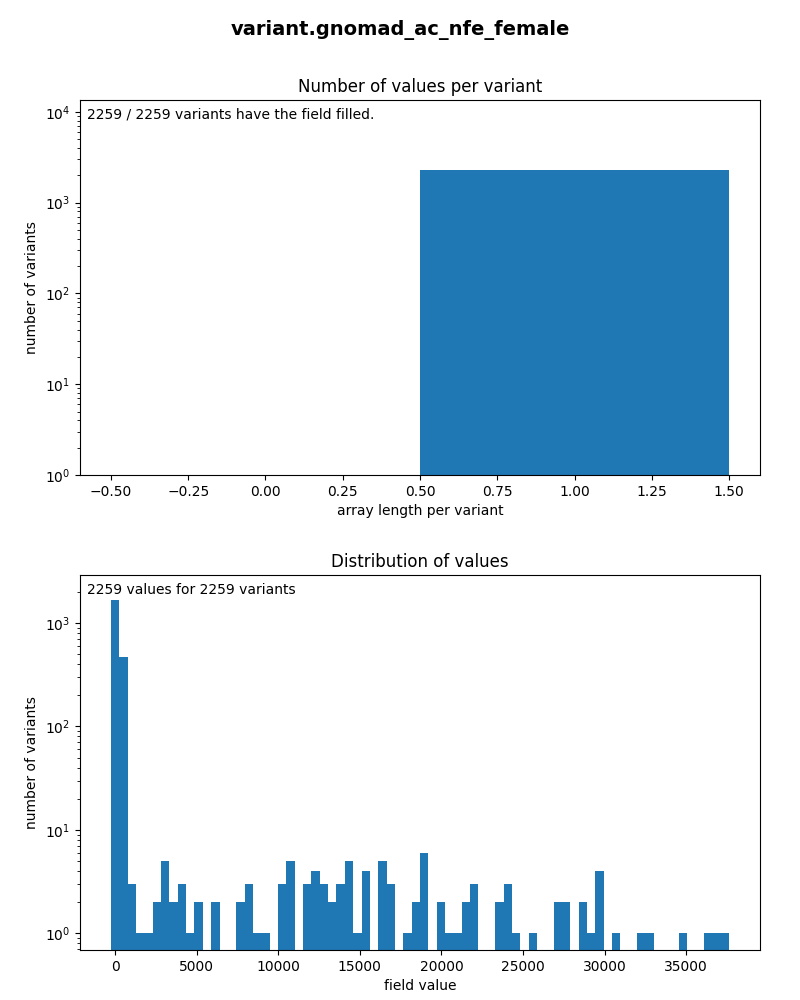 variant.gnomad_ac_nfe_female
Number of values per variant
2259 / 2259 variants have the field filled.
10⁴
10³
10²
10¹
10⁰
number of variants
−0.50 −0.25 0.00 0.25 0.50 0.75 1.00 1.25 1.50
array length per variant
Distribution of values
2259 values for 2259 variants
10³
10²
10¹
10⁰
number of variants
0 5000 10000 15000 20000 25000 30000 35000
field value